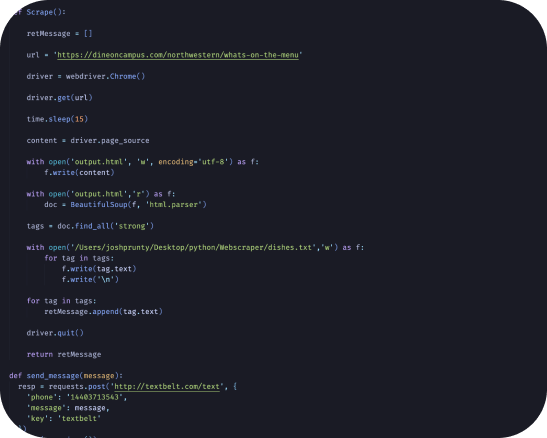 def Scrape():
retMessage = []
url = 'https://dineoncampus.com/northwestern/whats-on-the-menu'
driver = webdriver.Chrome()
driver.get(url)
time.sleep(15)
content = driver.page_source
with open('output.html', 'w', encoding='utf-8') as f:
f.write(content)
with open('output.html','r') as f:
doc = BeautifulSoup(f, 'html.parser')
tags = doc.find_all('strong')
with open('/Users/joshprunty/Desktop/python/Webscraper/dishes.txt','w') as f:
for tag in tags:
f.write(tag.text)
f.write('\n')
for tag in tags:
retMessage.append(tag.text)
driver.quit()
return retMessage
def send_message(message):
resp = requests.post('http://textbelt.com/text', {
'phone': '14403713543',
'message': message,
'key': 'textbelt'
})